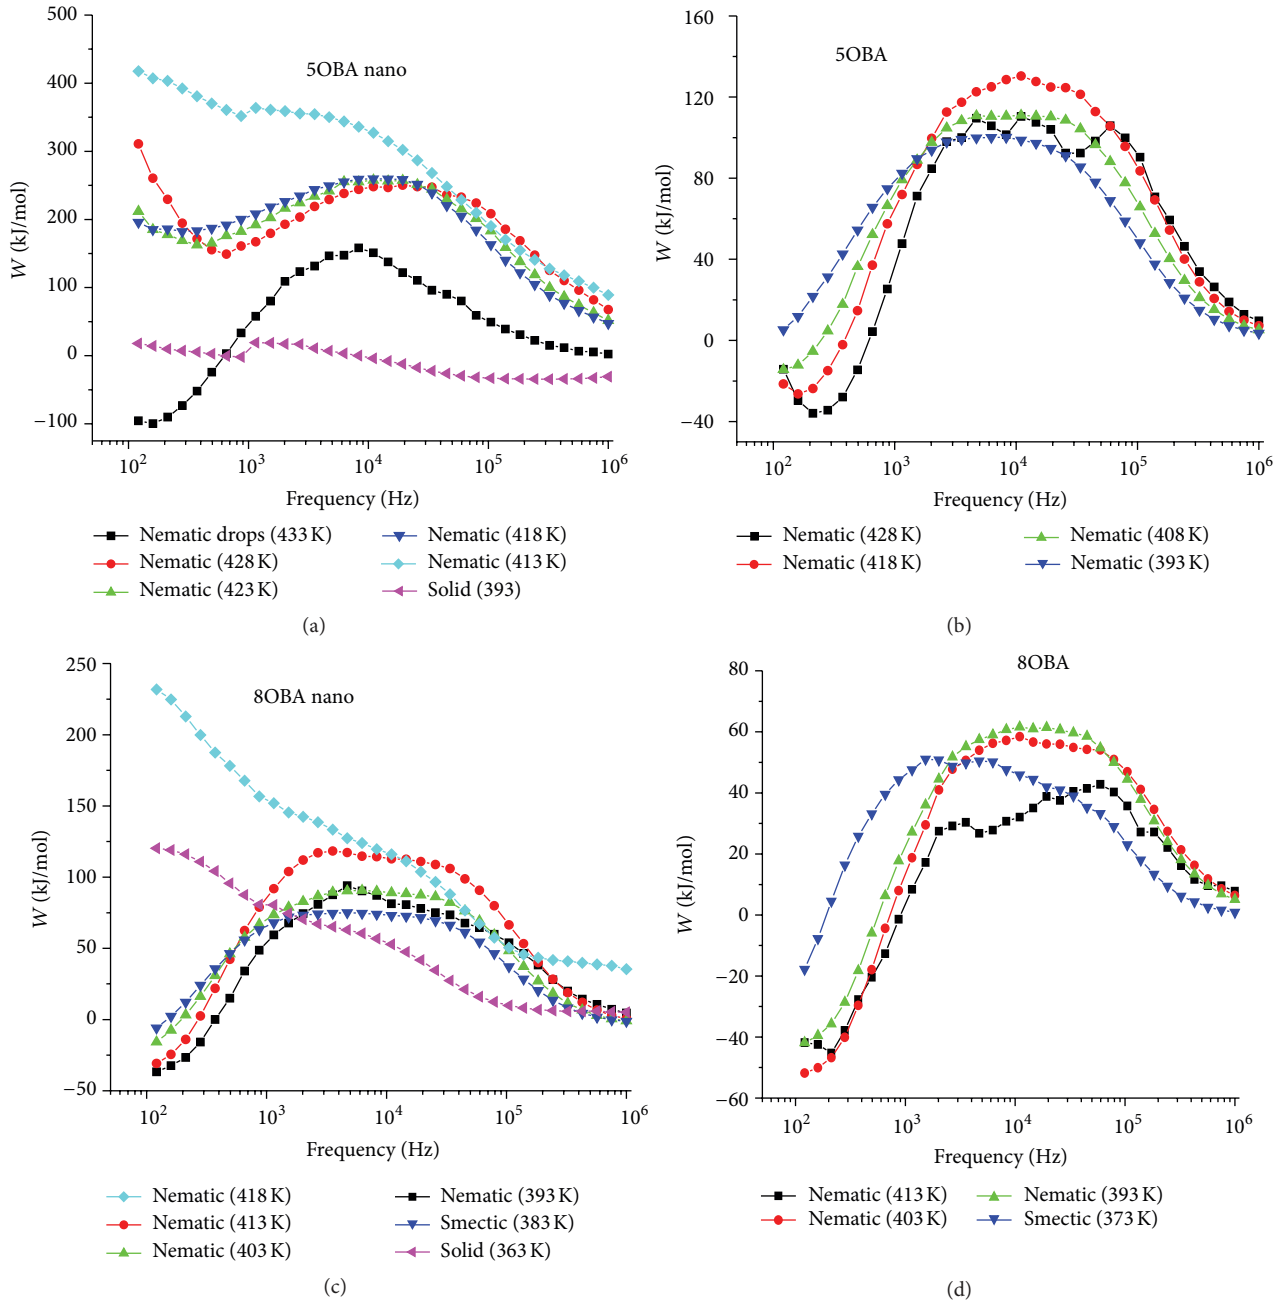 5OBA nano
W (kJ/mol)
500
400
300
200
100
0
−100
10^2
10^3
10^4
10^5
10^6
Frequency (Hz)
Nematic drops (433 K)
Nematic (428 K)
Nematic (423 K)
Nematic (418 K)
Nematic (413 K)
Solid (393)
(a)
5OBA
W (kJ/mol)
160
120
80
40
0
−40
10^2
10^3
10^4
10^5
10^6
Frequency (Hz)
Nematic (428 K)
Nematic (418 K)
Nematic (408 K)
Nematic (393 K)
(b)
8OBA nano
W (kJ/mol)
250
200
150
100
50
0
−50
10^2
10^3
10^4
10^5
10^6
Frequency (Hz)
Nematic (418 K)
Nematic (413 K)
Nematic (403 K)
Nematic (393 K)
Smectic (383 K)
Solid (363 K)
(c)
8OBA
W (kJ/mol)
80
60
40
20
0
−20
−40
−60
10^2
10^3
10^4
10^5
10^6
Frequency (Hz)
Nematic (413 K)
Nematic (403 K)
Nematic (393 K)
Smectic (373 K)
(d)